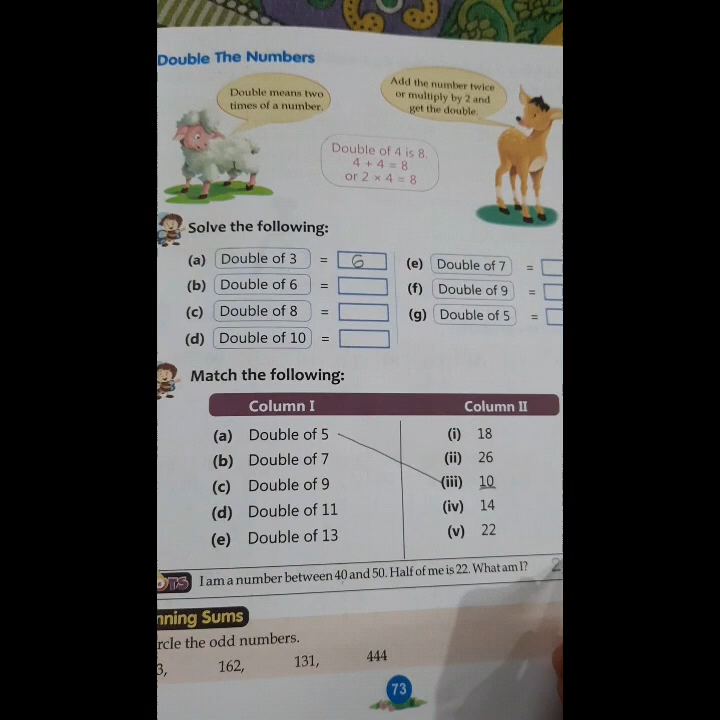 Double The Numbers
Double means two
times of a number.
Add the number twice
or multiply by 2 and
get the double.
Double of 4 is 8.
4 + 4 = 8
or 2 × 4 = 8
Solve the following:
(a) Double of 3 = 6
(b) Double of 6 =
(c) Double of 8 =
(d) Double of 10 =
(e) Double of 7 =
(f) Double of 9 =
(g) Double of 5 =
Match the following:
Column I Column II
(a) Double of 5 (i) 18
(b) Double of 7 (ii) 26
(c) Double of 9 (iii) 10
(d) Double of 11 (iv) 14
(e) Double of 13 (v) 22
OTS I am a number between 40 and 50. Half of me is 22. What am I? 2
nning Sums
rcle the odd numbers.
3, 162, 131, 444
73